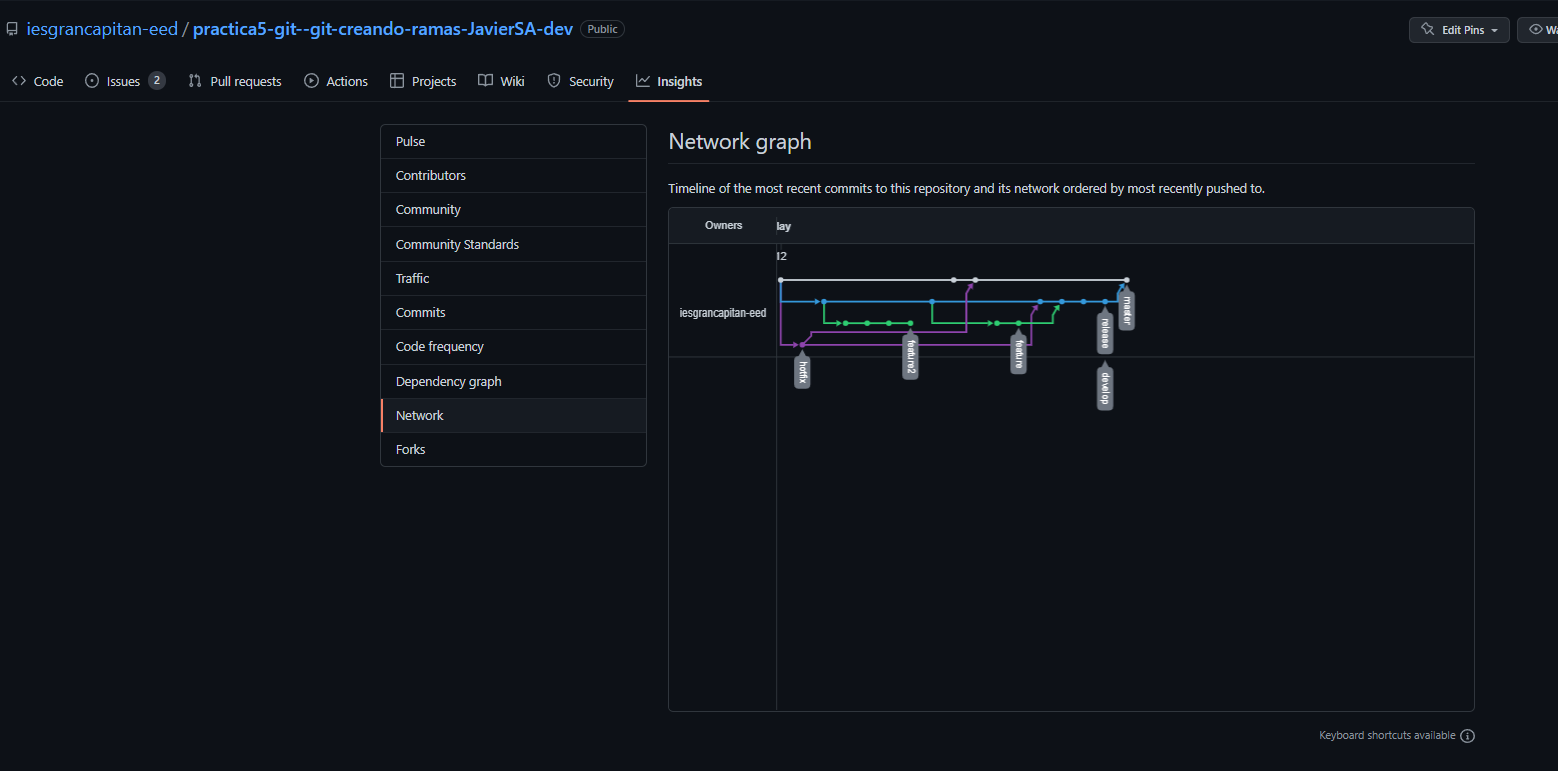 iesgrancapitan-eed / practica5-git--git-creando-ramas-JavierSA-dev Public
Edit Pins
Wa
Code
Issues 2
Pull requests
Actions
Projects
Wiki
Security
Insights
Pulse
Contributors
Community
Community Standards
Traffic
Commits
Code frequency
Dependency graph
Network
Forks
Network graph
Timeline of the most recent commits to this repository and its network ordered by most recently pushed to.
Owners
lay
12
iesgrancapitan-eed
master
release
feature2
feature
hotfix
develop
Keyboard shortcuts available